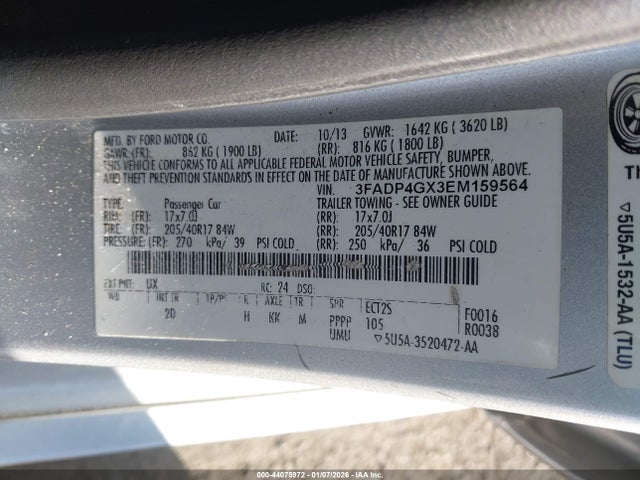 MFD. BY FORD MOTOR CO. DATE: 10/13 GVWR: 1642 KG ( 3620 LB)
GAWR: (FR): 862 KG ( 1900 LB) (RR): 816 KG ( 1800 LB)
THIS VEHICLE CONFORMS TO ALL APPLICABLE FEDERAL MOTOR VEHICLE SAFETY, BUMPER,
AND THEFT PREVENTION STANDARDS IN EFFECT ON THE DATE OF MANUFACTURE SHOWN ABOVE.
VIN: 3FADP4GX3EM159564
TYPE: Passenger Car TRAILER TOWING - SEE OWNER GUIDE
RIM: (FR): 17x7.0J (RR): 17x7.0J
TIRE: (FR): 205/40R17 84W (RR): 205/40R17 84W
PRESSURE: (FR): 270 kPa/ 39 PSI COLD (RR): 250 kPa/ 36 PSI COLD
EXT PNT: UX RC: 24 DSO:
WB INT TR TP/PS R AXLE TR SPR ECT2S F0016
2D H KK M PPPP 105 R0038
UMU ▽5U5A-3520472-AA
Th
▽5U5A-1532-AA (TLU)
000-44075972 | 01/07/2026 - IAA